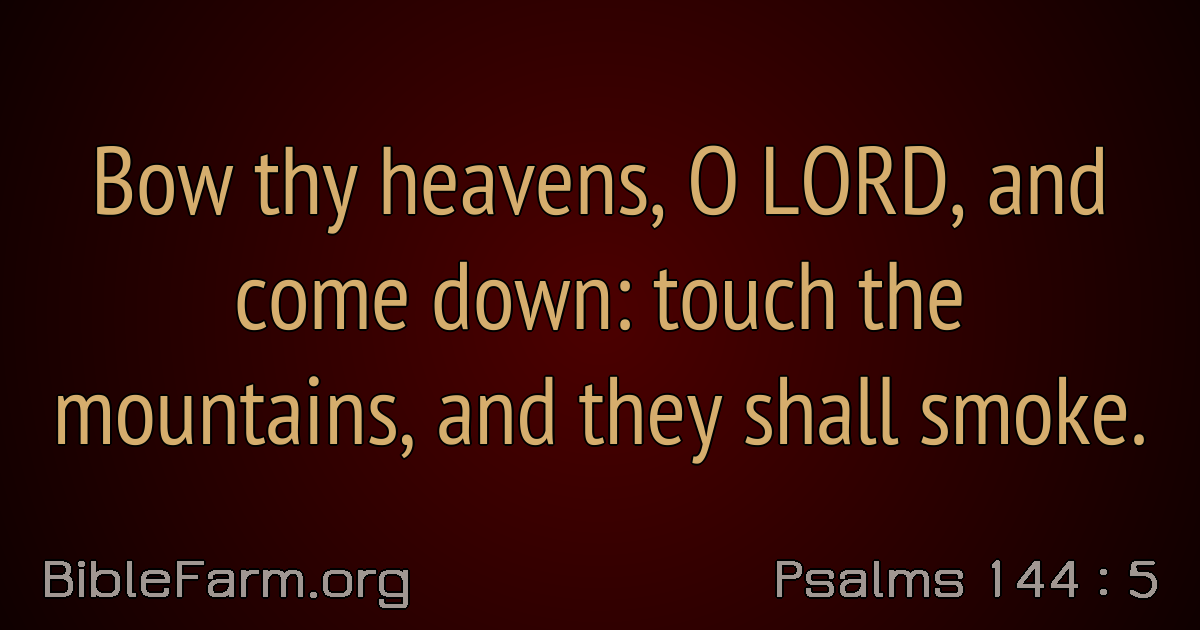 Bow thy heavens, O LORD, and
come down: touch the
mountains, and they shall smoke.
BibleFarm.org
Psalms 144 : 5